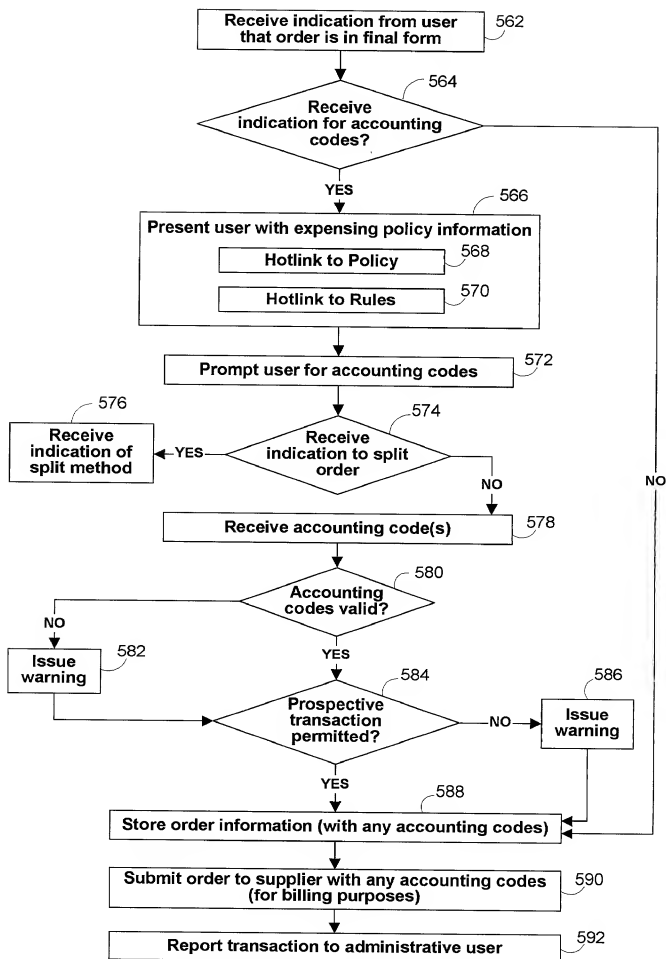 Receive indication from user
that order is in final form
562
564
Receive
indication for accounting
codes?
YES
566
Present user with expensing policy information
Hotlink to Policy
568
Hotlink to Rules
570
Prompt user for accounting codes
572
576
574
Receive
indication of
split method
YES
Receive
indication to split
order
NO
NO
Receive accounting code(s)
578
580
Accounting
codes valid?
NO
YES
582
Issue
warning
584
586
Prospective
transaction
permitted?
NO
Issue
warning
YES
588
Store order information (with any accounting codes)
Submit order to supplier with any accounting codes
(for billing purposes)
590
Report transaction to administrative user
592